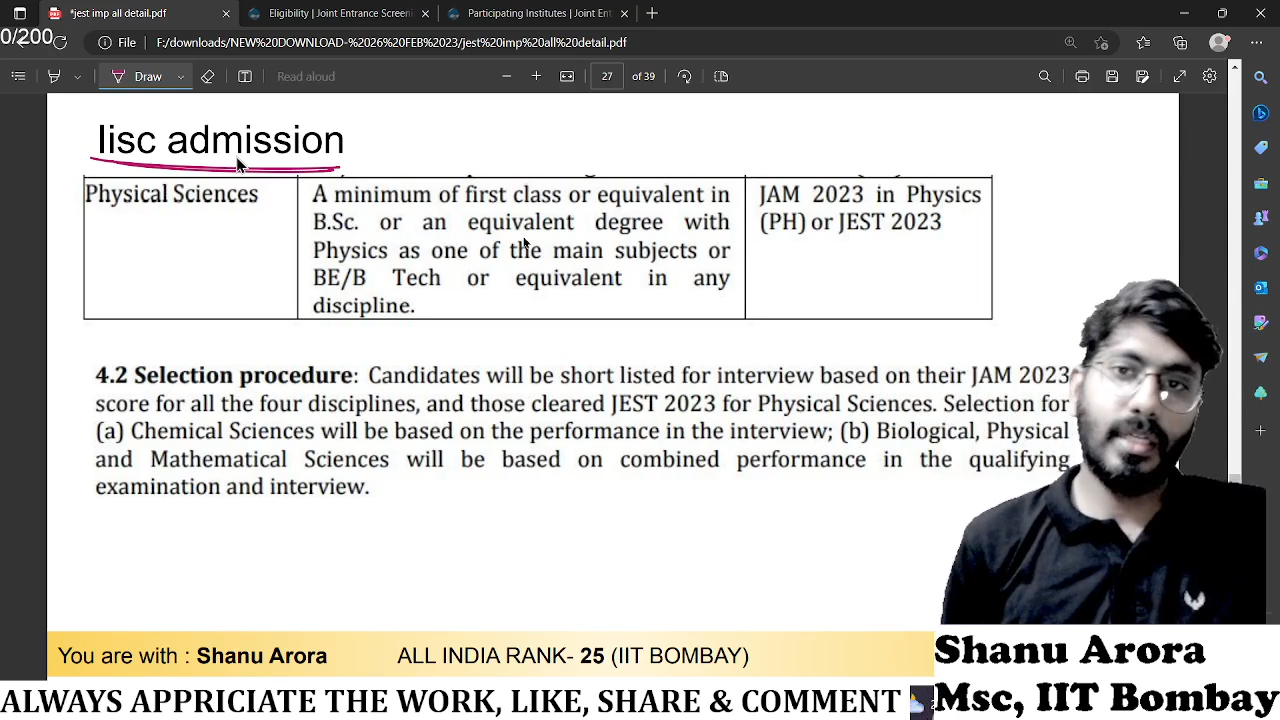 *jest imp all detail.pdf
Eligibility | Joint Entrance Screeni
Participating Institutes | Joint Ent
0/200
File
F:/downloads/NEW%20DOWNLOAD-%2026%20FEB%2023/jest%20imp%20all%20detail.pdf
Draw
Read aloud
27
of 39
Iisc admission
Physical Sciences
A minimum of first class or equivalent in
B.Sc. or an equivalent degree with
Physics as one of the main subjects or
BE/B Tech or equivalent in any
discipline.
JAM 2023 in Physics
(PH) or JEST 2023
4.2 Selection procedure: Candidates will be short listed for interview based on their JAM 2023
score for all the four disciplines, and those cleared JEST 2023 for Physical Sciences. Selection for
(a) Chemical Sciences will be based on the performance in the interview; (b) Biological, Physical
and Mathematical Sciences will be based on combined performance in the qualifying
examination and interview.
You are with : Shanu Arora
ALL INDIA RANK- 25 (IIT BOMBAY)
Shanu Arora
Msc, IIT Bombay
ALWAYS APPRICIATE THE WORK, LIKE, SHARE & COMMENT